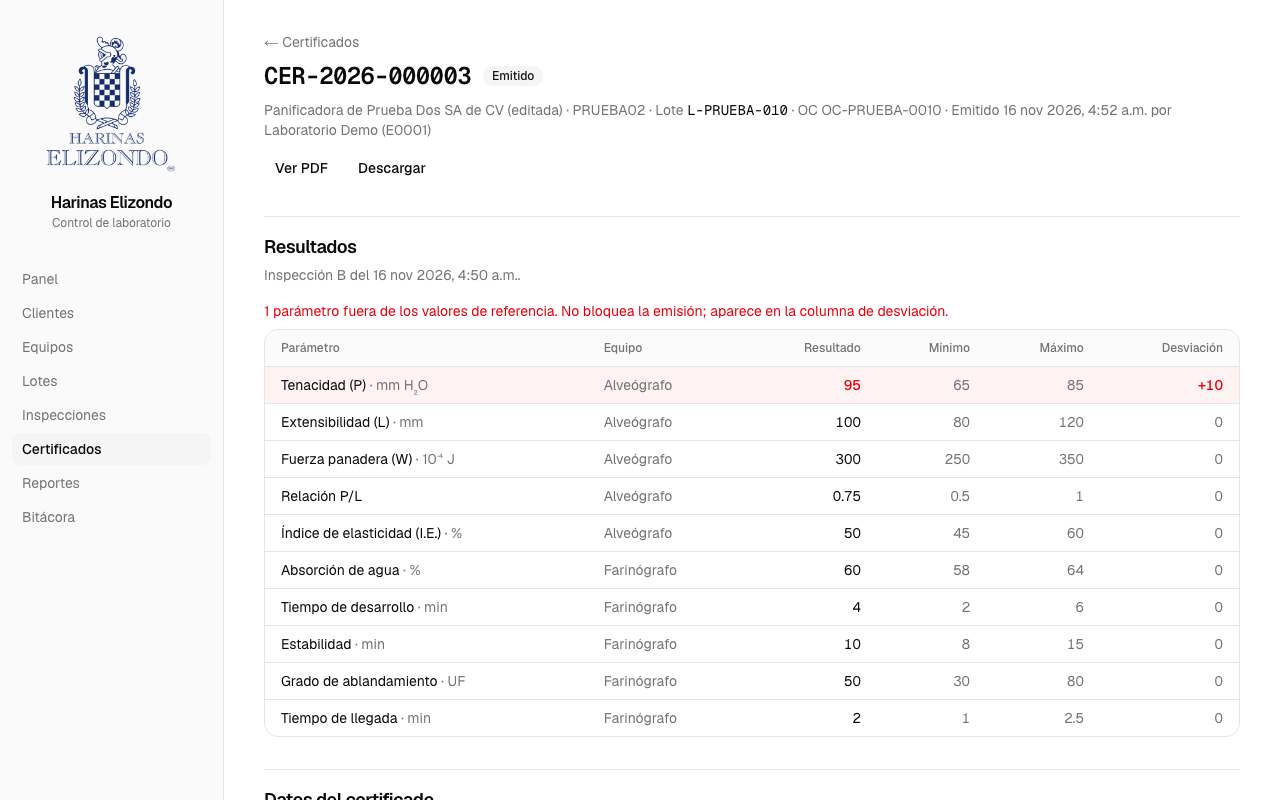 HARINAS
ELIZONDO
Harinas Elizondo
Control de laboratorio
Panel
Clientes
Equipos
Lotes
Inspecciones
Certificados
Reportes
Bitácora
← Certificados
CER-2026-000003 Emitido
Panificadora de Prueba Dos SA de CV (editada) · PRUEBA02 · Lote L-PRUEBA-010 · OC OC-PRUEBA-0010 · Emitido 16 nov 2026, 4:52 a.m. por
Laboratorio Demo (E0001)
Ver PDF Descargar
Resultados
Inspección B del 16 nov 2026, 4:50 a.m..
1 parámetro fuera de los valores de referencia. No bloquea la emisión; aparece en la columna de desviación.
Parámetro Equipo Resultado Mínimo Máximo Desviación
Tenacidad (P) · mm H₂O Alveógrafo 95 65 85 +10
Extensibilidad (L) · mm Alveógrafo 100 80 120 0
Fuerza panadera (W) · 10⁻⁴ J Alveógrafo 300 250 350 0
Relación P/L Alveógrafo 0.75 0.5 1 0
Índice de elasticidad (I.E.) · % Alveógrafo 50 45 60 0
Absorción de agua · % Farinógrafo 60 58 64 0
Tiempo de desarrollo · min Farinógrafo 4 2 6 0
Estabilidad · min Farinógrafo 10 8 15 0
Grado de ablandamiento · UF Farinógrafo 50 30 80 0
Tiempo de llegada · min Farinógrafo 2 1 2.5 0
Datos del certificado